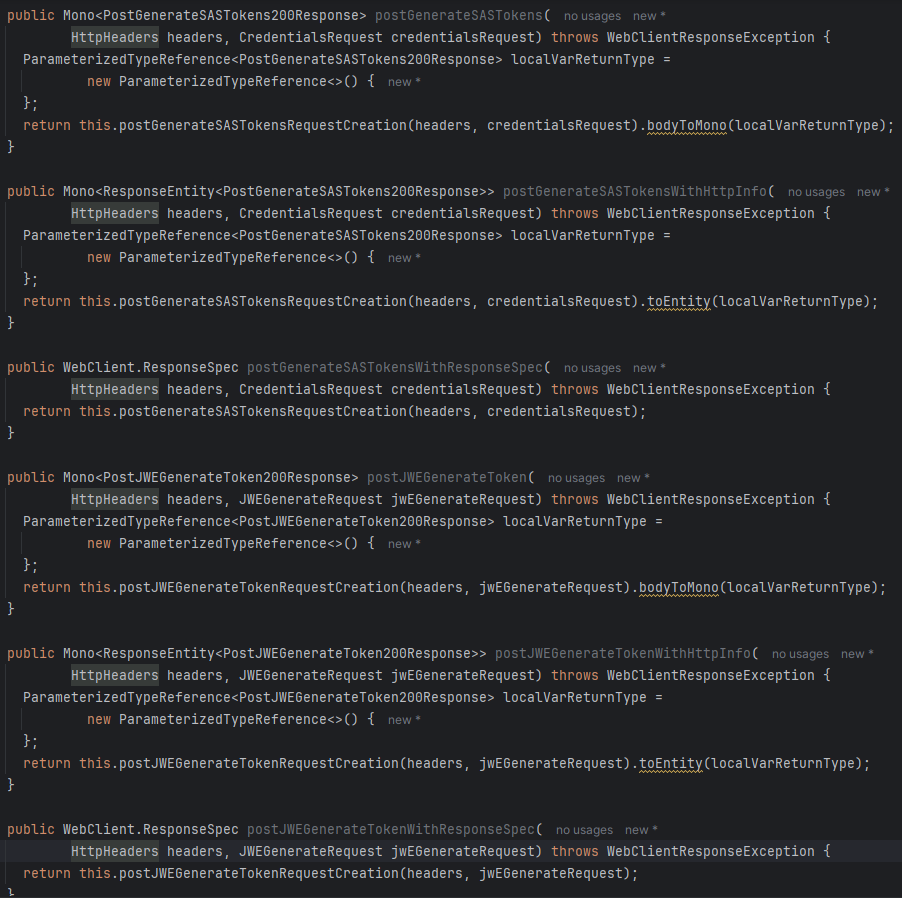 public Mono<PostGenerateSASTokens200Response> postGenerateSASTokens( no usages new *
        HttpHeaders headers, CredentialsRequest credentialsRequest) throws WebClientResponseException {
  ParameterizedTypeReference<PostGenerateSASTokens200Response> localVarReturnType =
          new ParameterizedTypeReference<>() { new *
  };
  return this.postGenerateSASTokensRequestCreation(headers, credentialsRequest).bodyToMono(localVarReturnType);
}

public Mono<ResponseEntity<PostGenerateSASTokens200Response>> postGenerateSASTokensWithHttpInfo( no usages new *
        HttpHeaders headers, CredentialsRequest credentialsRequest) throws WebClientResponseException {
  ParameterizedTypeReference<PostGenerateSASTokens200Response> localVarReturnType =
          new ParameterizedTypeReference<>() { new *
  };
  return this.postGenerateSASTokensRequestCreation(headers, credentialsRequest).toEntity(localVarReturnType);
}

public WebClient.ResponseSpec postGenerateSASTokensWithResponseSpec( no usages new *
        HttpHeaders headers, CredentialsRequest credentialsRequest) throws WebClientResponseException {
  return this.postGenerateSASTokensRequestCreation(headers, credentialsRequest);
}

public Mono<PostJWEGenerateToken200Response> postJWEGenerateToken( no usages new *
        HttpHeaders headers, JWEGenerateRequest jwEGenerateRequest) throws WebClientResponseException {
  ParameterizedTypeReference<PostJWEGenerateToken200Response> localVarReturnType =
          new ParameterizedTypeReference<>() { new *
  };
  return this.postJWEGenerateTokenRequestCreation(headers, jwEGenerateRequest).bodyToMono(localVarReturnType);
}

public Mono<ResponseEntity<PostJWEGenerateToken200Response>> postJWEGenerateTokenWithHttpInfo( no usages new *
        HttpHeaders headers, JWEGenerateRequest jwEGenerateRequest) throws WebClientResponseException {
  ParameterizedTypeReference<PostJWEGenerateToken200Response> localVarReturnType =
          new ParameterizedTypeReference<>() { new *
  };
  return this.postJWEGenerateTokenRequestCreation(headers, jwEGenerateRequest).toEntity(localVarReturnType);
}

public WebClient.ResponseSpec postJWEGenerateTokenWithResponseSpec( no usages new *
        HttpHeaders headers, JWEGenerateRequest jwEGenerateRequest) throws WebClientResponseException {
  return this.postJWEGenerateTokenRequestCreation(headers, jwEGenerateRequest);
}